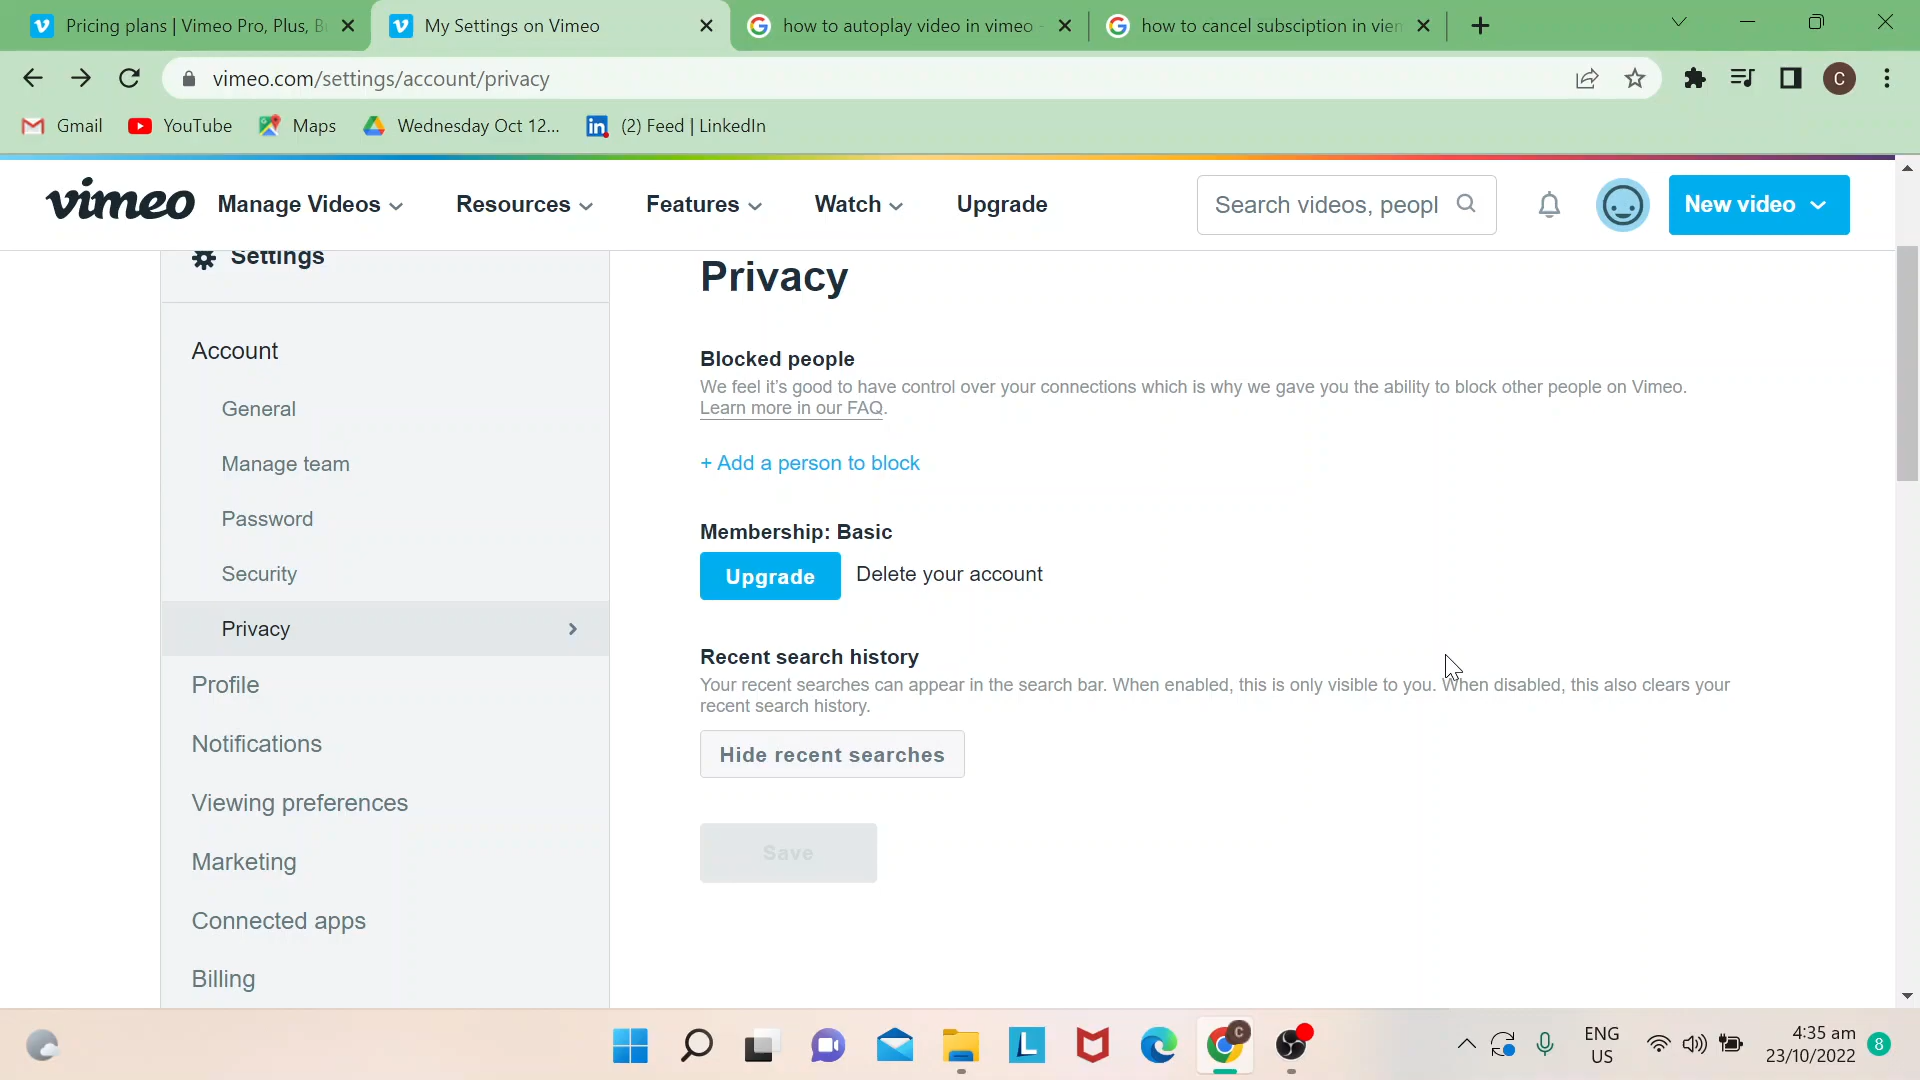 Pricing plans | Vimeo Pro, Plus, B
My Settings on Vimeo
how to autoplay video in vimeo -
how to cancel subsciption in vien
vimeo.com/settings/account/privacy
C
Gmail
YouTube
Maps
Wednesday Oct 12...
(2) Feed | LinkedIn
vimeo
Manage Videos
Resources
Features
Watch
Upgrade
Search videos, peopl
New video
Settings
Account
General
Manage team
Password
Security
Privacy
Profile
Notifications
Viewing preferences
Marketing
Connected apps
Billing
Privacy
Blocked people
We feel it's good to have control over your connections which is why we gave you the ability to block other people on Vimeo.
Learn more in our FAQ.
+ Add a person to block
Membership: Basic
Upgrade
Delete your account
Recent search history
Your recent searches can appear in the search bar. When enabled, this is only visible to you. When disabled, this also clears your
recent search history.
Hide recent searches
Save
L
C
ENG
US
4:35 am
23/10/2022
8